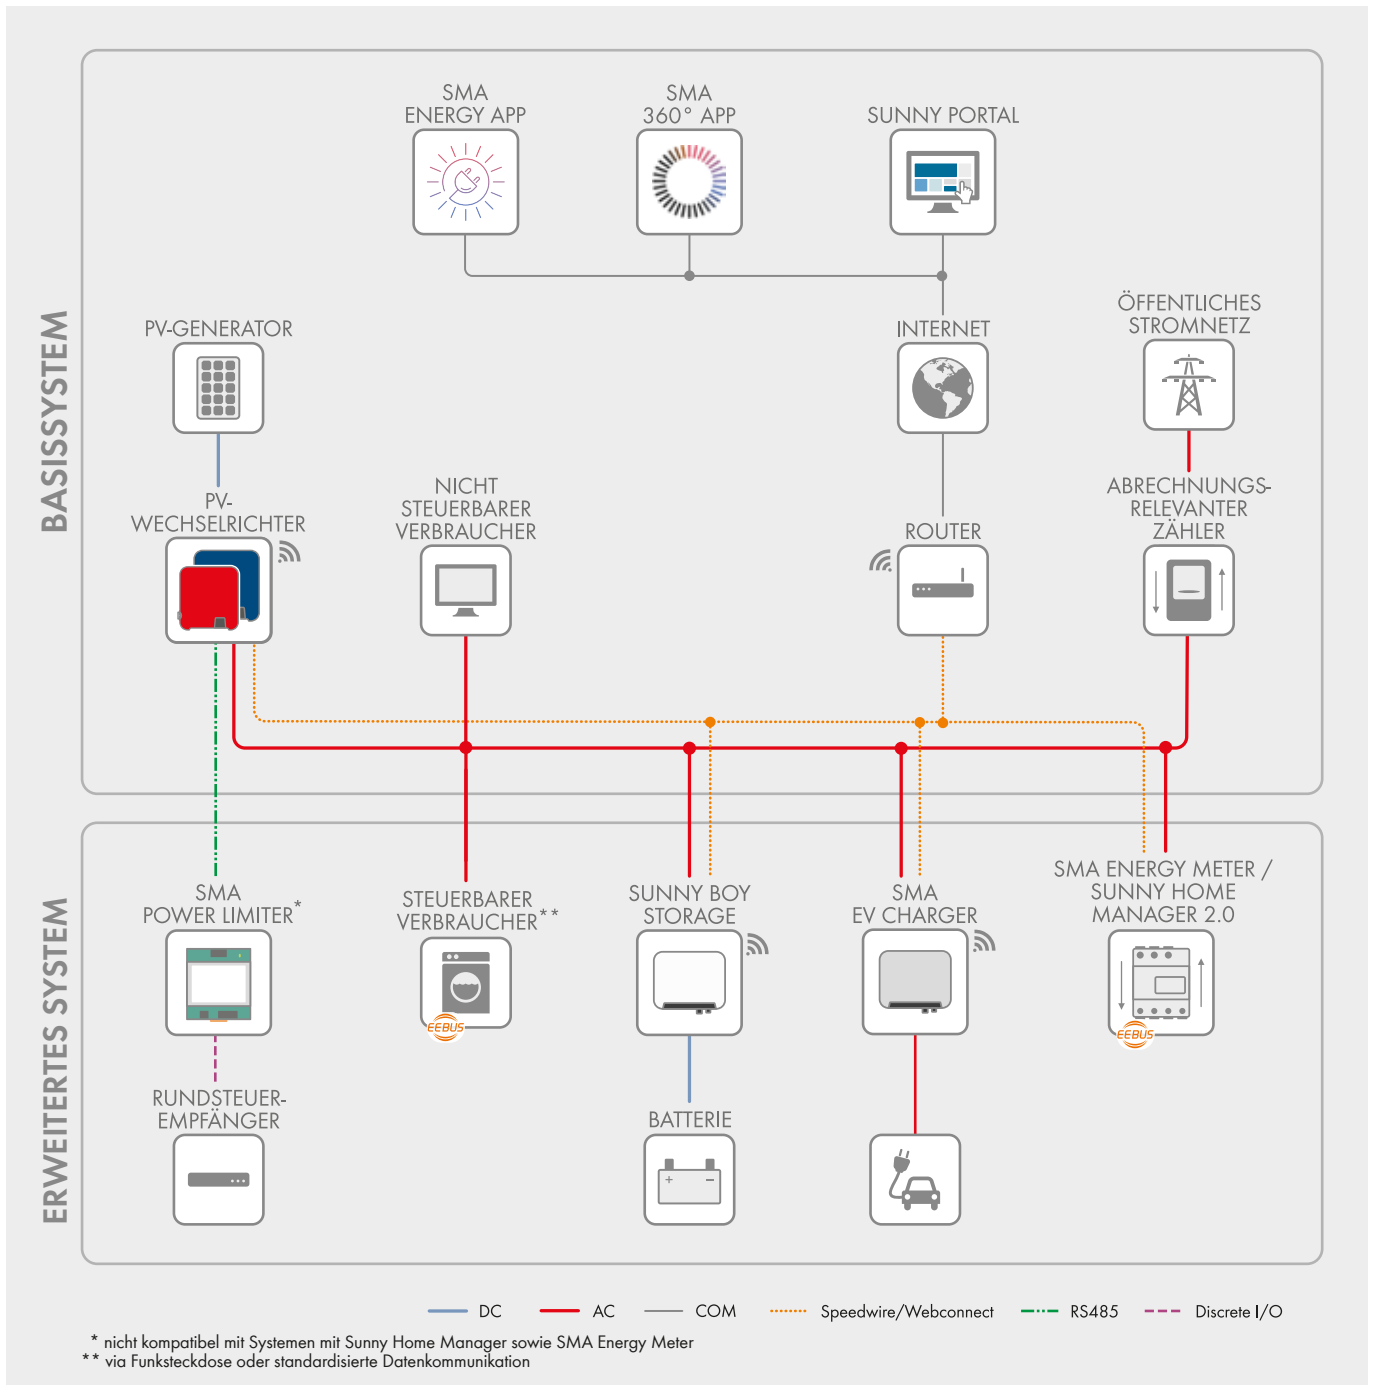 SMA
ENERGY APP
SMA
360° APP
SUNNY PORTAL
BASISSYSTEM
PV-GENERATOR
INTERNET
ÖFFENTLICHES
STROMNETZ
PV-
WECHSELRICHTER
NICHT
STEUERBARER
VERBRAUCHER
ROUTER
ABRECHNUNGS-
RELEVANTER
ZÄHLER
ERWEITERTES SYSTEM
SMA
POWER LIMITER*
STEUERBARER
VERBRAUCHER**
EEBUS
SUNNY BOY
STORAGE
SMA
EV CHARGER
SMA ENERGY METER /
SUNNY HOME
MANAGER 2.0
EEBUS
RUNDSTEUER-
EMPFÄNGER
BATTERIE
+ −
DC AC COM Speedwire/Webconnect RS485 Discrete I/O
* nicht kompatibel mit Systemen mit Sunny Home Manager sowie SMA Energy Meter
** via Funksteckdose oder standardisierte Datenkommunikation